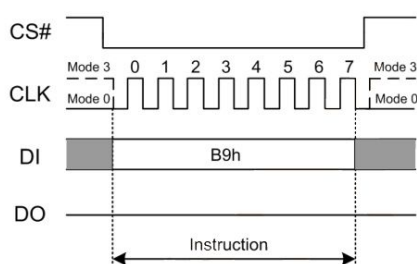 CS#
Mode 3 0 1 2 3 4 5 6 7 Mode 3
CLK
Mode 0 Mode 0
DI B9h
DO
Instruction